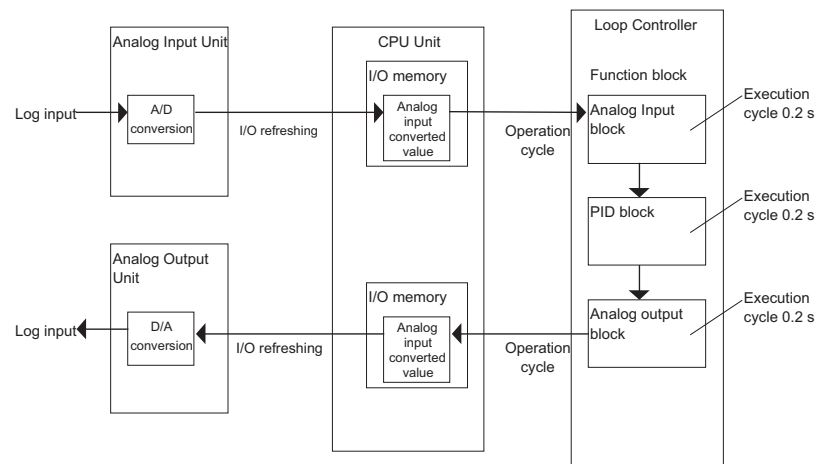 Analog Input Unit
CPU Unit
Loop Controller
I/O memory
Function block
Log input
A/D
conversion
I/O refreshing
Analog
input
converted
value
Operation
cycle
Analog Input
block
Execution
cycle 0.2 s
PID block
Execution
cycle 0.2 s
Analog Output
Unit
I/O memory
Log input
D/A
conversion
I/O refreshing
Analog
input
converted
value
Operation
cycle
Analog output
block
Execution
cycle 0.2 s